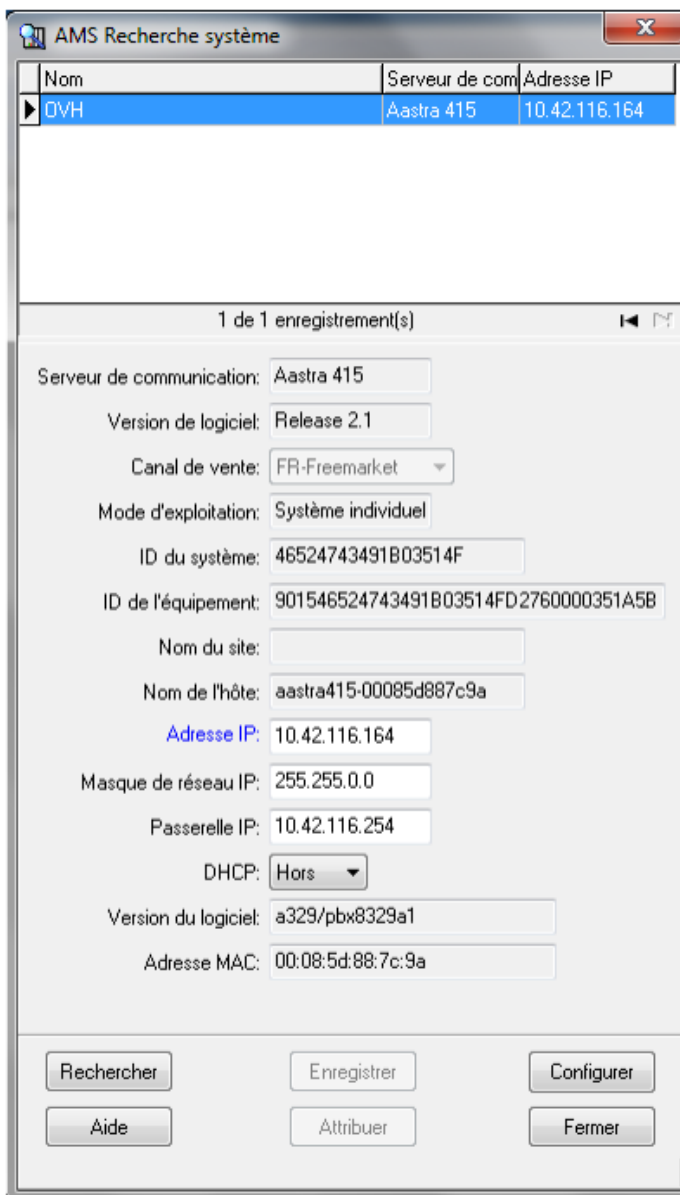 AMS Recherche système
Nom Serveur de com Adresse IP
OVH Aastra 415 10.42.116.164
1 de 1 enregistrement(s)
Serveur de communication: Aastra 415
Version de logiciel: Release 2.1
Canal de vente: FR-Freemarket
Mode d'exploitation: Système individuel
ID du système: 46524743491B03514F
ID de l'équipement: 901546524743491B03514FD2760000351A5B
Nom du site:
Nom de l'hôte: aastra415-00085d887c9a
Adresse IP: 10.42.116.164
Masque de réseau IP: 255.255.0.0
Passerelle IP: 10.42.116.254
DHCP: Hors
Version du logiciel: a329/pbx8329a1
Adresse MAC: 00:08:5d:88:7c:9a
Rechercher Enregistrer Configurer
Aide Attribuer Fermer